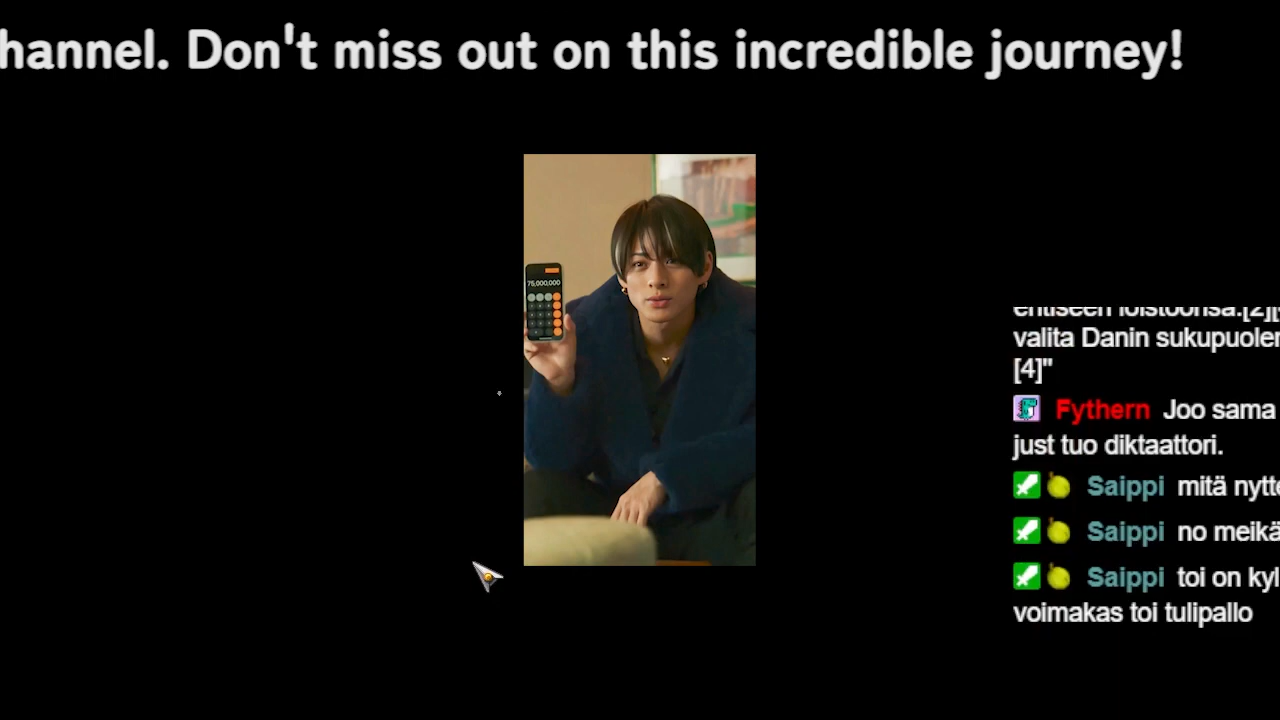 hannel. Don't miss out on this incredible journey!
75,000,000
valita Danin sukupuolen
[4]"
Fythern Joo sama
just tuo diktaattori.
Saippi mitä nytte
Saippi no meikä
Saippi toi on kyl
voimakas toi tulipallo